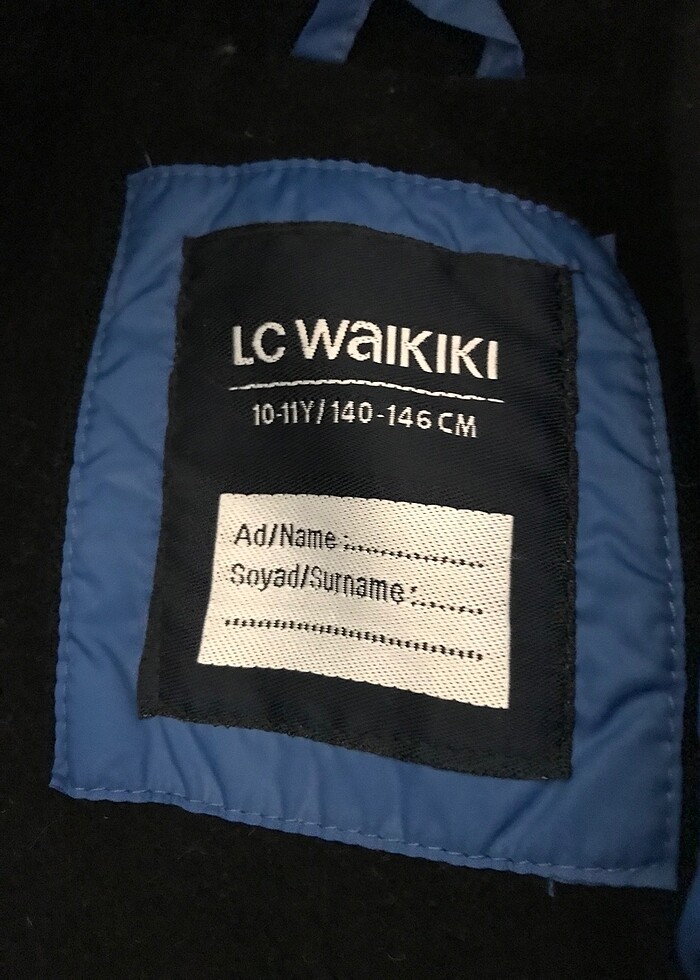 LC WAIKIKI
10-11Y/140-146 CM
Ad/Name :................
Soyad/Surname :.......
................................